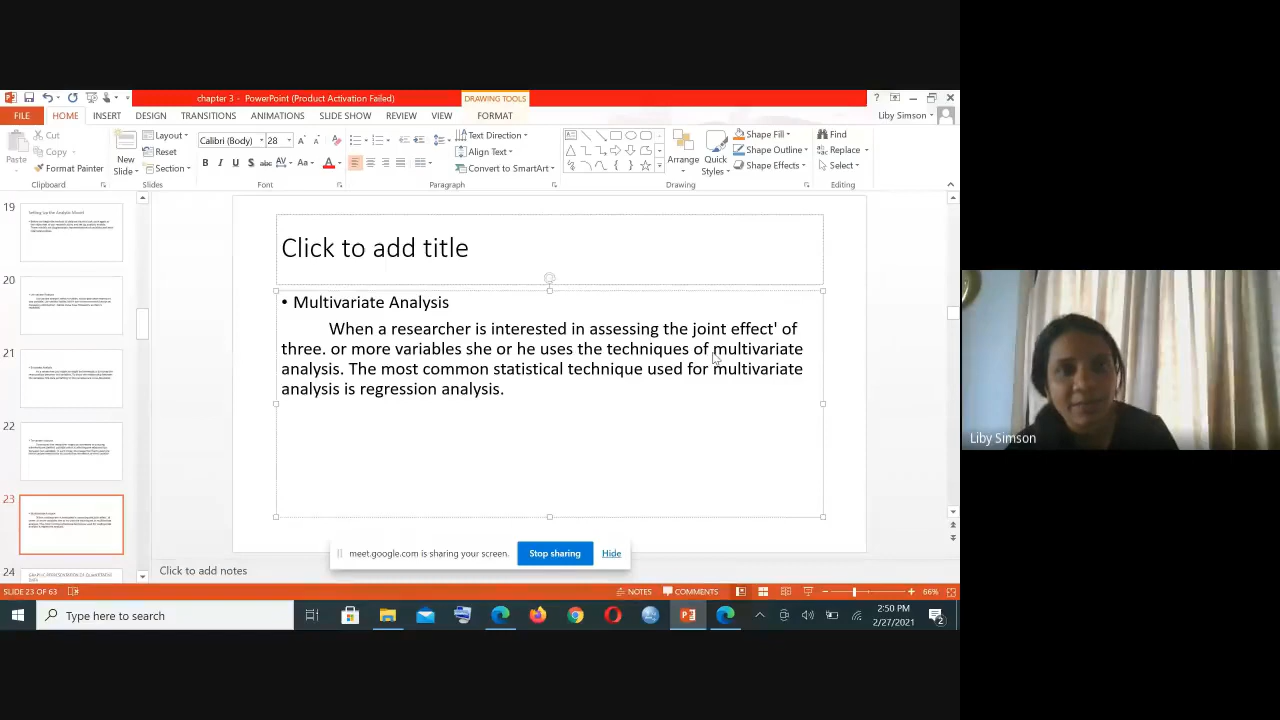 chapter 3 - PowerPoint (Product Activation Failed)
DRAWING TOOLS
?
FILE
HOME
INSERT
DESIGN
TRANSITIONS
ANIMATIONS
SLIDE SHOW
REVIEW
VIEW
FORMAT
Liby Simson
Paste
Cut
Copy
Format Painter
Clipboard
New
Slide
Layout
Reset
Section
Slides
Calibri (Body)
28
B I U S abc AV Aa A
Font
Text Direction
Align Text
Convert to SmartArt
Paragraph
Arrange
Quick
Styles
Shape Fill
Shape Outline
Shape Effects
Drawing
Find
Replace
Select
Editing
19
20
21
22
23
24
Click to add title
• Multivariate Analysis
When a researcher is interested in assessing the joint effect' of
three. or more variables she or he uses the techniques of multivariate
analysis. The most common statistical technique used for multivariate
analysis is regression analysis.
meet.google.com is sharing your screen.
Stop sharing
Hide
Click to add notes
SLIDE 23 OF 63
NOTES
COMMENTS
66%
Type here to search
2:50 PM
2/27/2021
2
Liby Simson